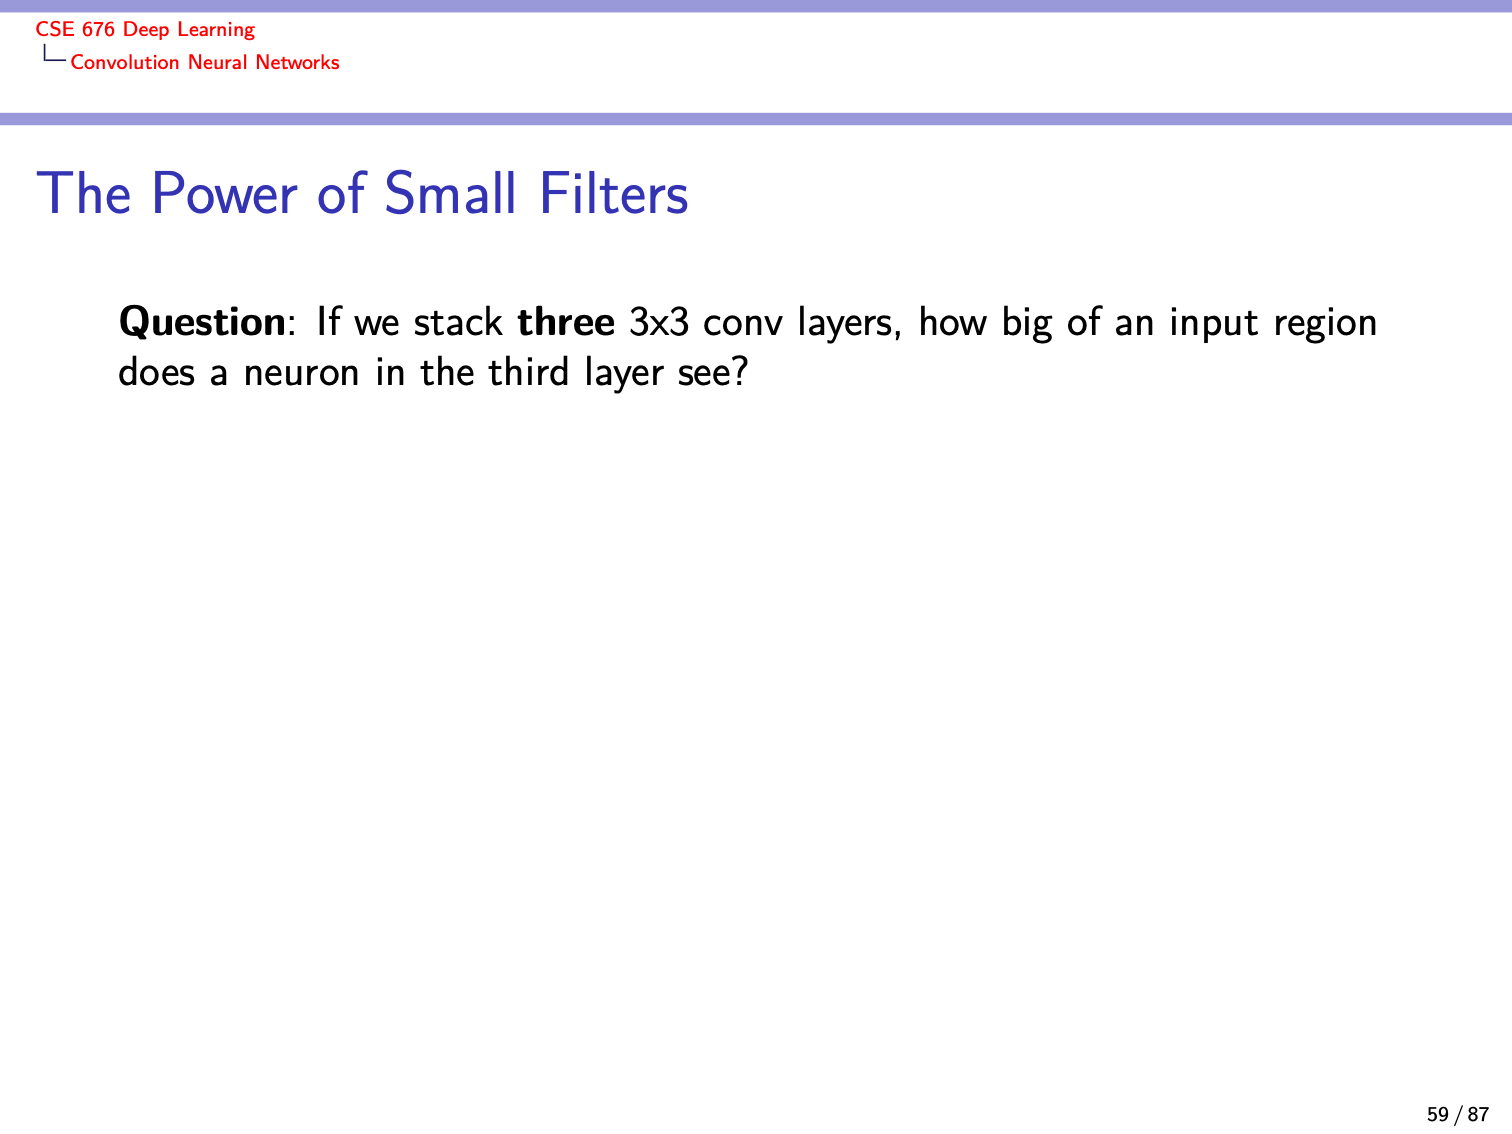 CSE 676 Deep Learning
Convolution Neural Networks
The Power of Small Filters
Question: If we stack three 3x3 conv layers, how big of an input region
does a neuron in the third layer see?
59 / 87